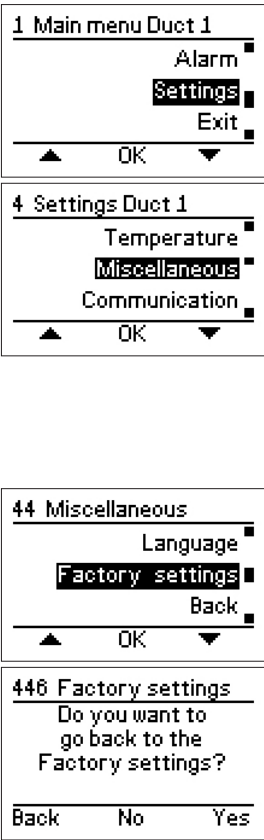 1 Main menu Duct 1
Alarm
Settings
Exit
OK
4 Settings Duct 1
Temperature
Miscellaneous
Communication
OK
44 Miscellaneous
Language
Factory settings
Back
OK
446 Factory settings
Do you want to
go back to the
Factory settings?
Back No Yes